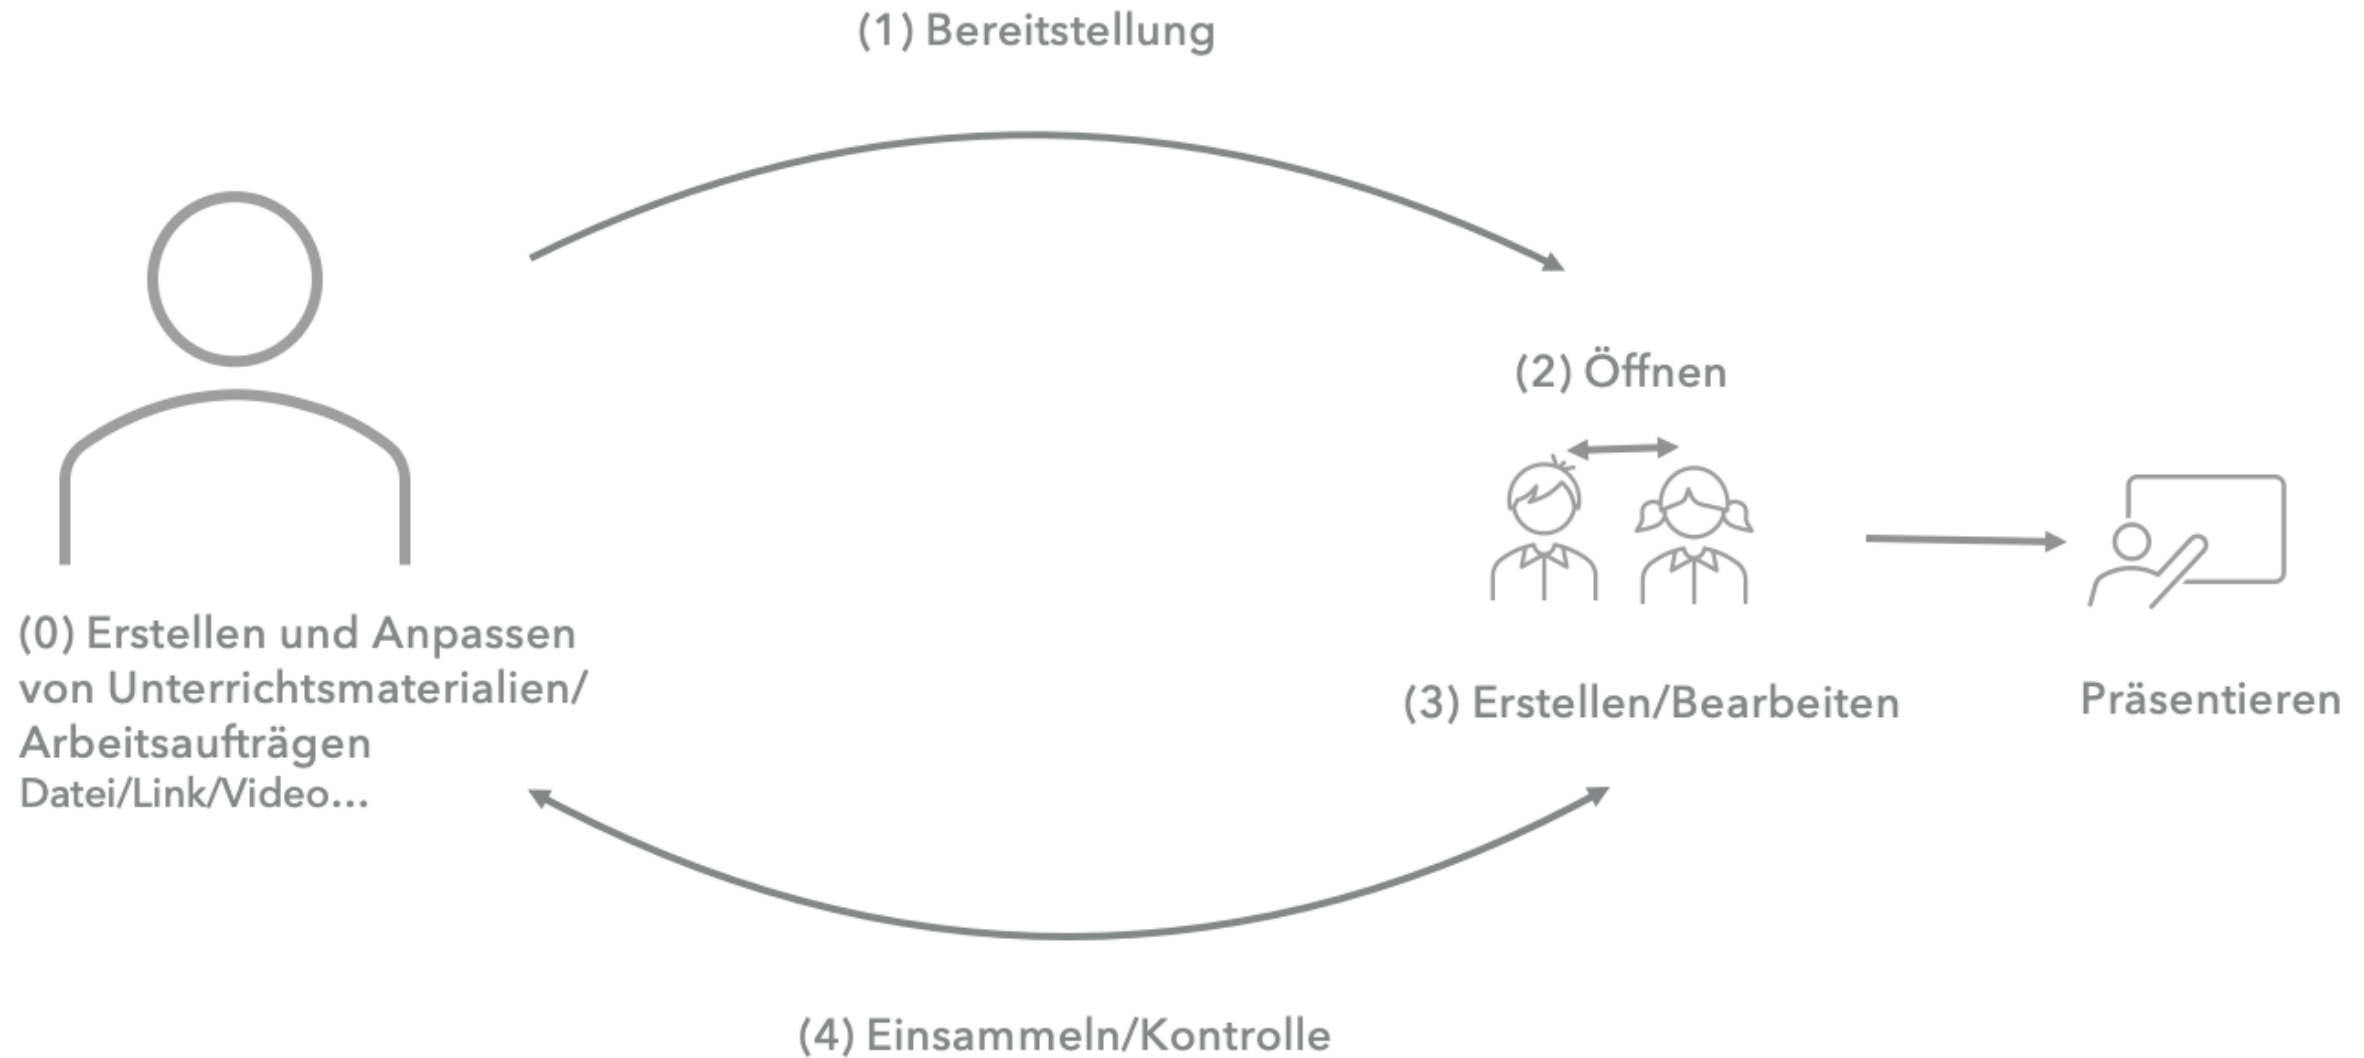 (1) Bereitstellung
(2) Öffnen
(0) Erstellen und Anpassen
von Unterrichtsmaterialien/
Arbeitsaufträgen
Datei/Link/Video...
(3) Erstellen/Bearbeiten
Präsentieren
(4) Einsammeln/Kontrolle